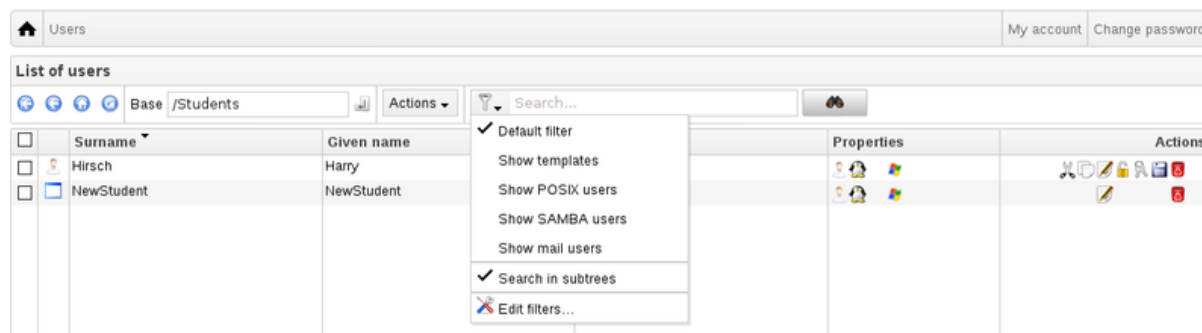 Users My account Change password
List of users
Base /Students Actions Search...
Surname Given name Properties Actions
Default filter
Hirsch Harry
Show templates
NewStudent NewStudent
Show POSIX users
Show SAMBA users
Show mail users
Search in subtrees
Edit filters...